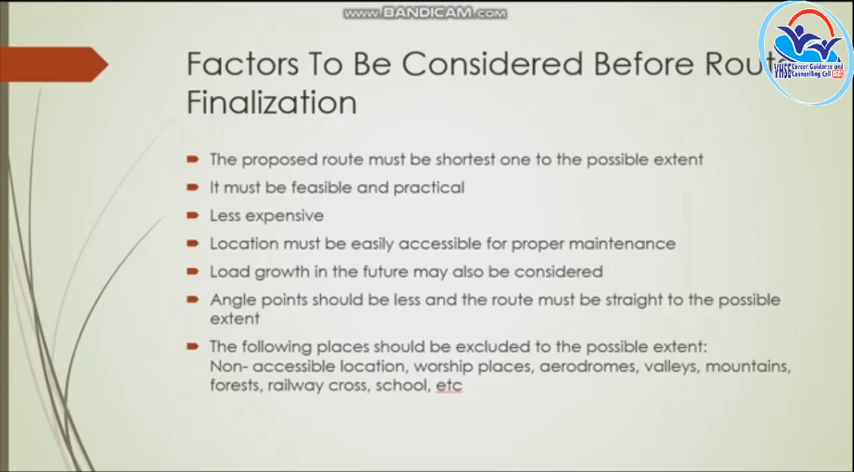 www.BANDICAM.com
Factors To Be Considered Before Route
Finalization
VHSE Career Guidance and
Counselling Cell
The proposed route must be shortest one to the possible extent
It must be feasible and practical
Less expensive
Location must be easily accessible for proper maintenance
Load growth in the future may also be considered
Angle points should be less and the route must be straight to the possible
extent
The following places should be excluded to the possible extent:
Non- accessible location, worship places, aerodromes, valleys, mountains,
forests, railway cross, school, etc